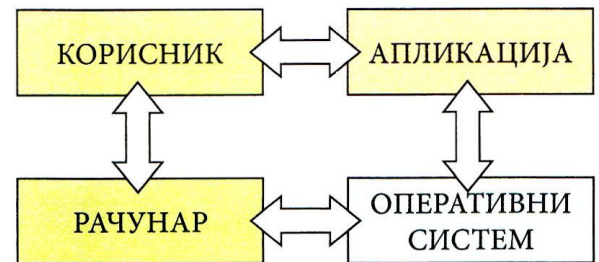 КОРИСНИК
АПЛИКАЦИЈА
РАЧУНАР
ОПЕРАТИВНИ
СИСТЕМ